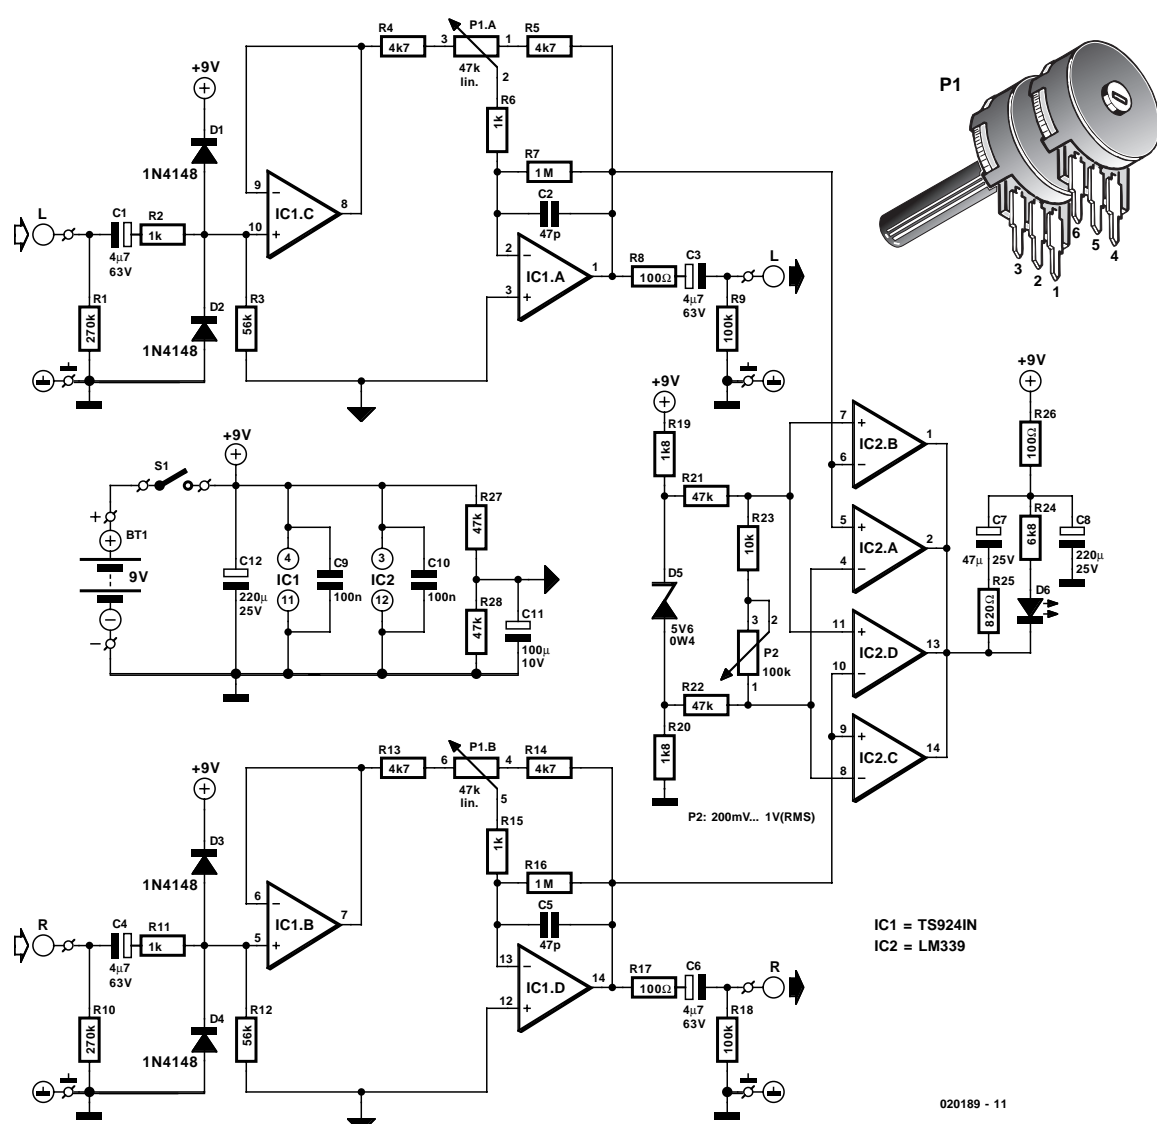 R4
4k7
3
P1.A
1
47k
lin.
2
R5
4k7
R6
1k
+9V
D1
1N4148
9
−
10
+
IC1.C
8
R7
1M
C2
47p
L
C1
4µ7
63V
R2
1k
R1
270k
D2
1N4148
R3
56k
2
−
3
+
IC1.A
1
R8
100Ω
C3
4µ7
63V
L
R9
100k
P1
3
2
1
6
5
4
+9V
S1
+
BT1
9V
−
C12
220µ
25V
4
IC1
11
C9
100n
3
IC2
12
C10
100n
R27
47k
R28
47k
C11
100µ
10V
+9V
R19
1k8
R21
47k
R23
10k
D5
5V6
0W4
3
2
P2
100k
1
R22
47k
R20
1k8
P2: 200mV... 1V(RMS)
7
+
6
−
IC2.B
1
5
+
4
−
IC2.A
2
11
+
10
−
IC2.D
13
9
+
8
−
IC2.C
14
+9V
R26
100Ω
C7
47µ
25V
R24
6k8
C8
220µ
25V
R25
820Ω
D6
R13
4k7
6
P1.B
4
47k
lin.
5
R14
4k7
R15
1k
+9V
D3
1N4148
6
−
5
+
IC1.B
7
R16
1M
C5
47p
R
C4
4µ7
63V
R11
1k
R10
270k
D4
1N4148
R12
56k
13
−
12
+
IC1.D
14
R17
100Ω
C6
4µ7
63V
R
R18
100k
IC1 = TS924IN
IC2 = LM339
020189 - 11